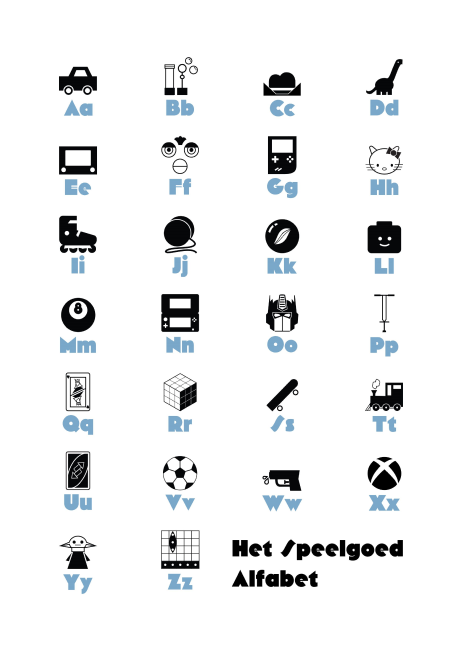 Aa Bb Cc Dd
Ee Ff Gg Hh
Ii Jj Kk Ll
8
Mm Nn Oo Pp
Qq Rr Ss Tt
Uu Vv Ww Xx
Yy Zz
Het Speelgoed
Alfabet